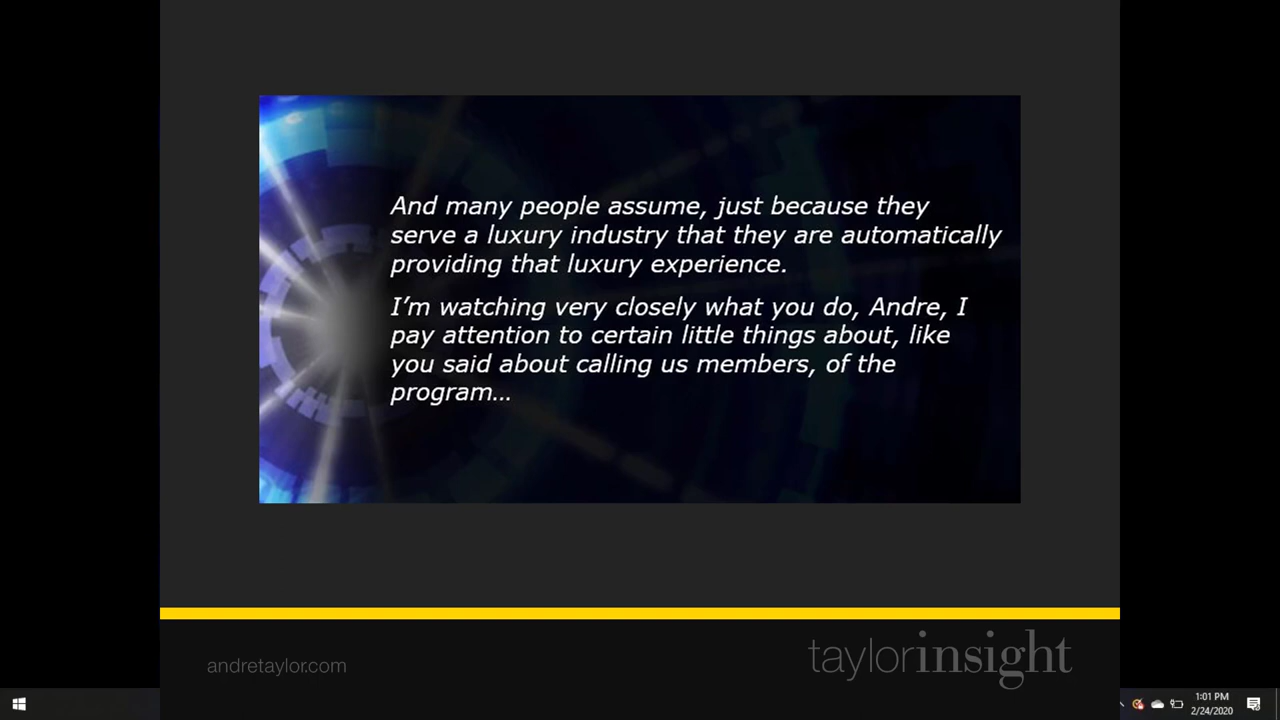 And many people assume, just because they
serve a luxury industry that they are automatically
providing that luxury experience.
I’m watching very closely what you do, Andre, I
pay attention to certain little things about, like
you said about calling us members, of the
program…
andretaylor.com
taylorinsight
1:01 PM
2/24/2020